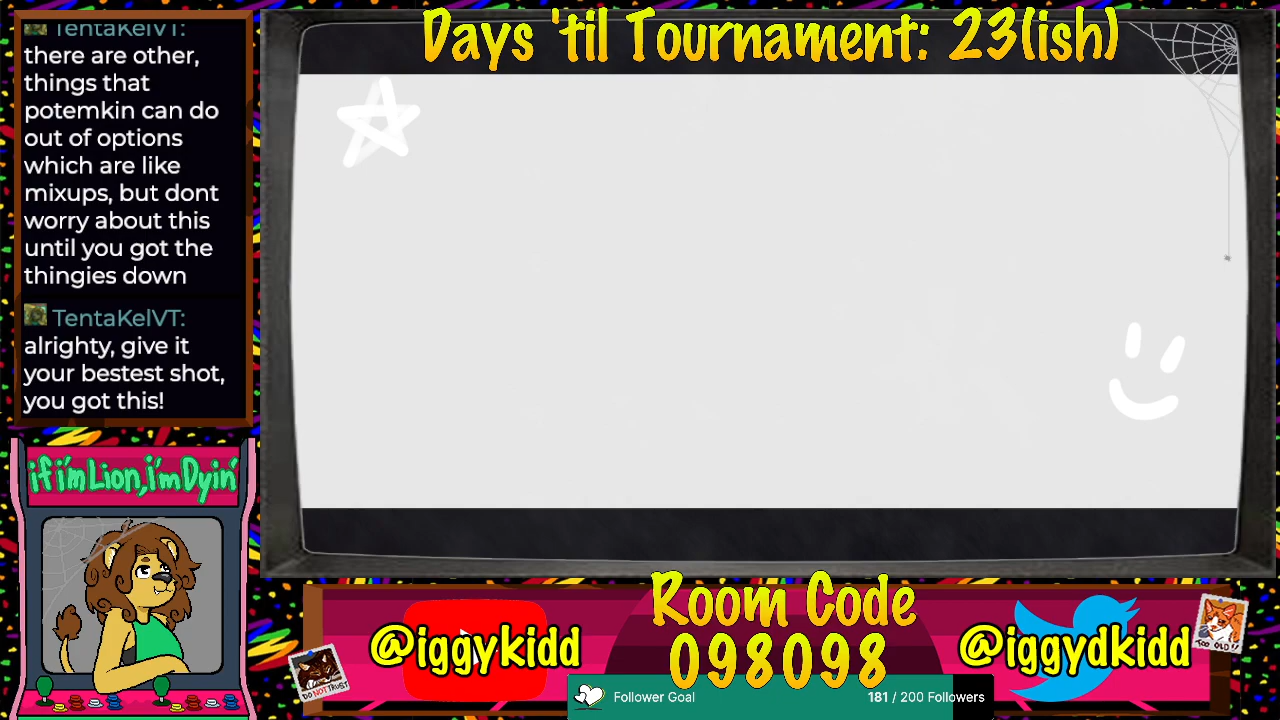 Days 'til Tournament: 23(ish)
TentaKelVT:
there are other,
things that
potemkin can do
out of options
which are like
mixups, but dont
worry about this
until you got the
thingies down
TentaKelVT:
alrighty, give it
your bestest shot,
you got this!
if i'm Lion, i'm Dyin'
@iggykidd
DO NOT TRUST
Room Code
098098
@iggydkidd
TOO OLD!!
Follower Goal
181 / 200 Followers